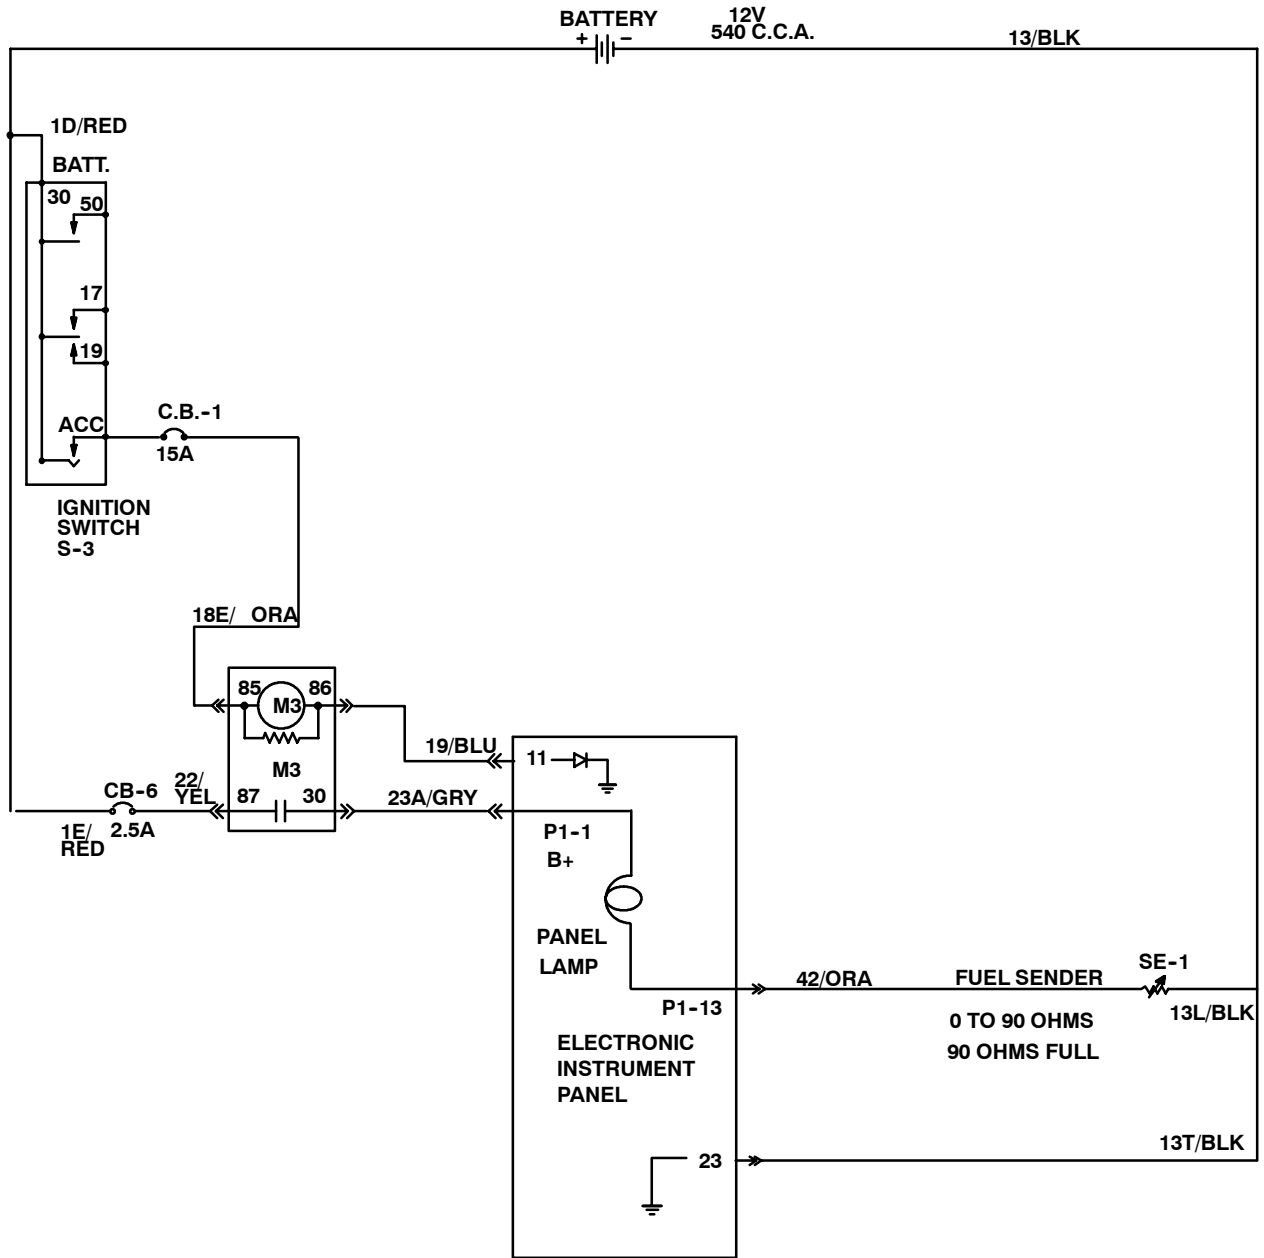 BATTERY
12V
540 C.C.A.
+ −
13/BLK
1D/RED
BATT.
30
50
17
19
ACC
C.B.-1
15A
IGNITION
SWITCH
S-3
18E/ ORA
85
M3
86
M3
19/BLU
11
CB-6
2.5A
22/
YEL
87
30
23A/GRY
1E/
RED
P1-1
B+
PANEL
LAMP
42/ORA
FUEL SENDER
SE-1
P1-13
13L/BLK
0 TO 90 OHMS
90 OHMS FULL
ELECTRONIC
INSTRUMENT
PANEL
13T/BLK
23